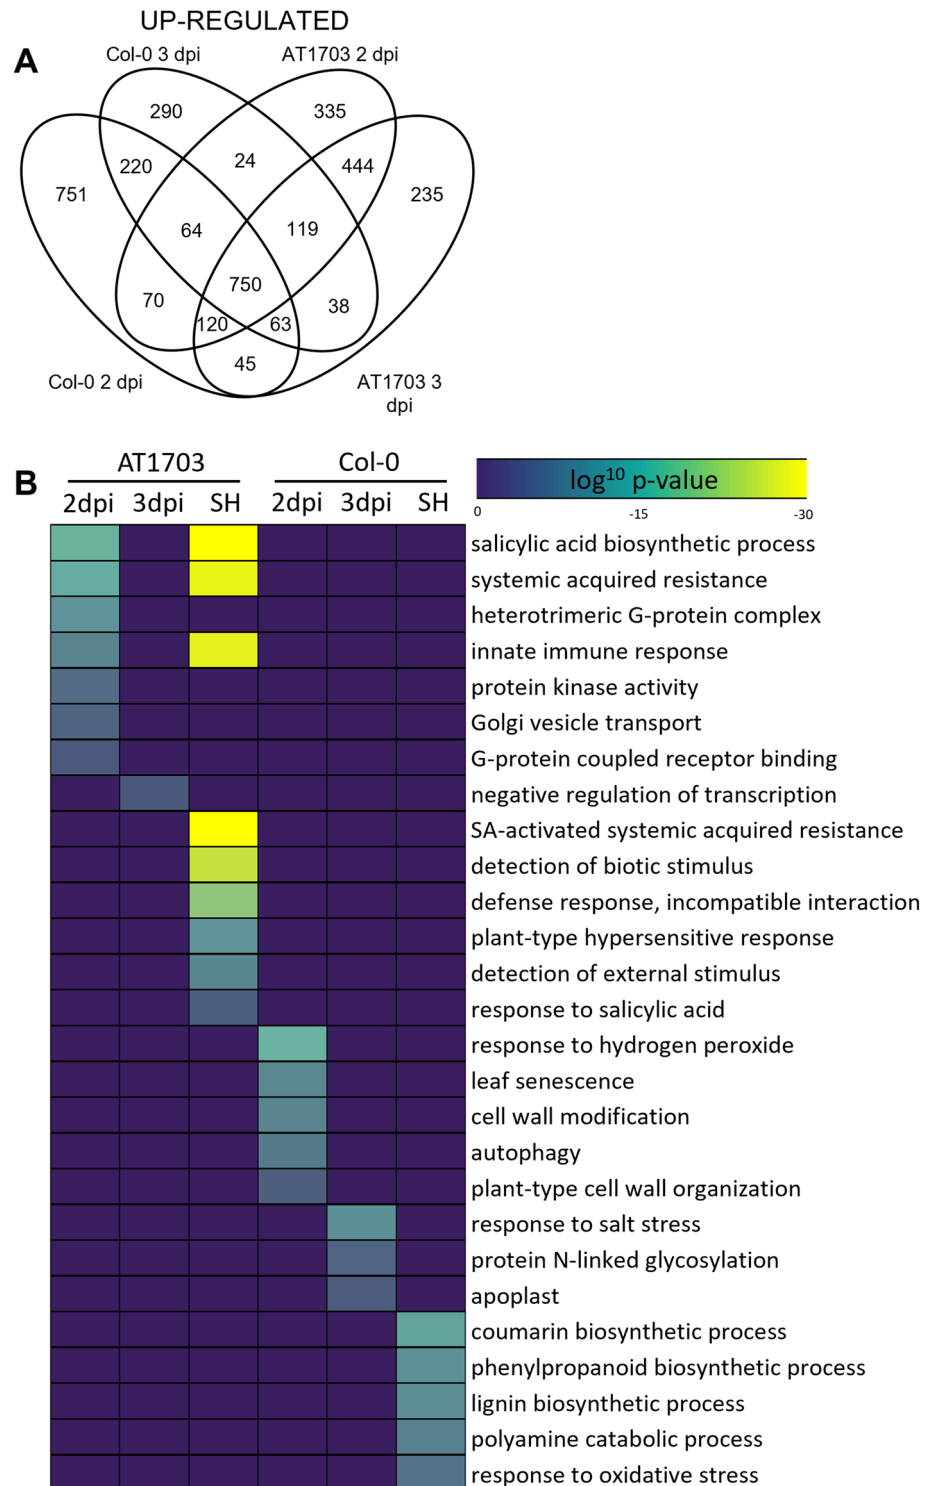 UP-REGULATED
A
Col-0 3 dpi
AT1703 2 dpi
290
335
220
24
444
751
235
64
119
750
70
38
120
63
45
Col-0 2 dpi
AT1703 3
dpi
B
AT1703
Col-0
2dpi 3dpi SH 2dpi 3dpi SH
log10 p-value
0 -15 -30
salicylic acid biosynthetic process
systemic acquired resistance
heterotrimeric G-protein complex
innate immune response
protein kinase activity
Golgi vesicle transport
G-protein coupled receptor binding
negative regulation of transcription
SA-activated systemic acquired resistance
detection of biotic stimulus
defense response, incompatible interaction
plant-type hypersensitive response
detection of external stimulus
response to salicylic acid
response to hydrogen peroxide
leaf senescence
cell wall modification
autophagy
plant-type cell wall organization
response to salt stress
protein N-linked glycosylation
apoplast
coumarin biosynthetic process
phenylpropanoid biosynthetic process
lignin biosynthetic process
polyamine catabolic process
response to oxidative stress